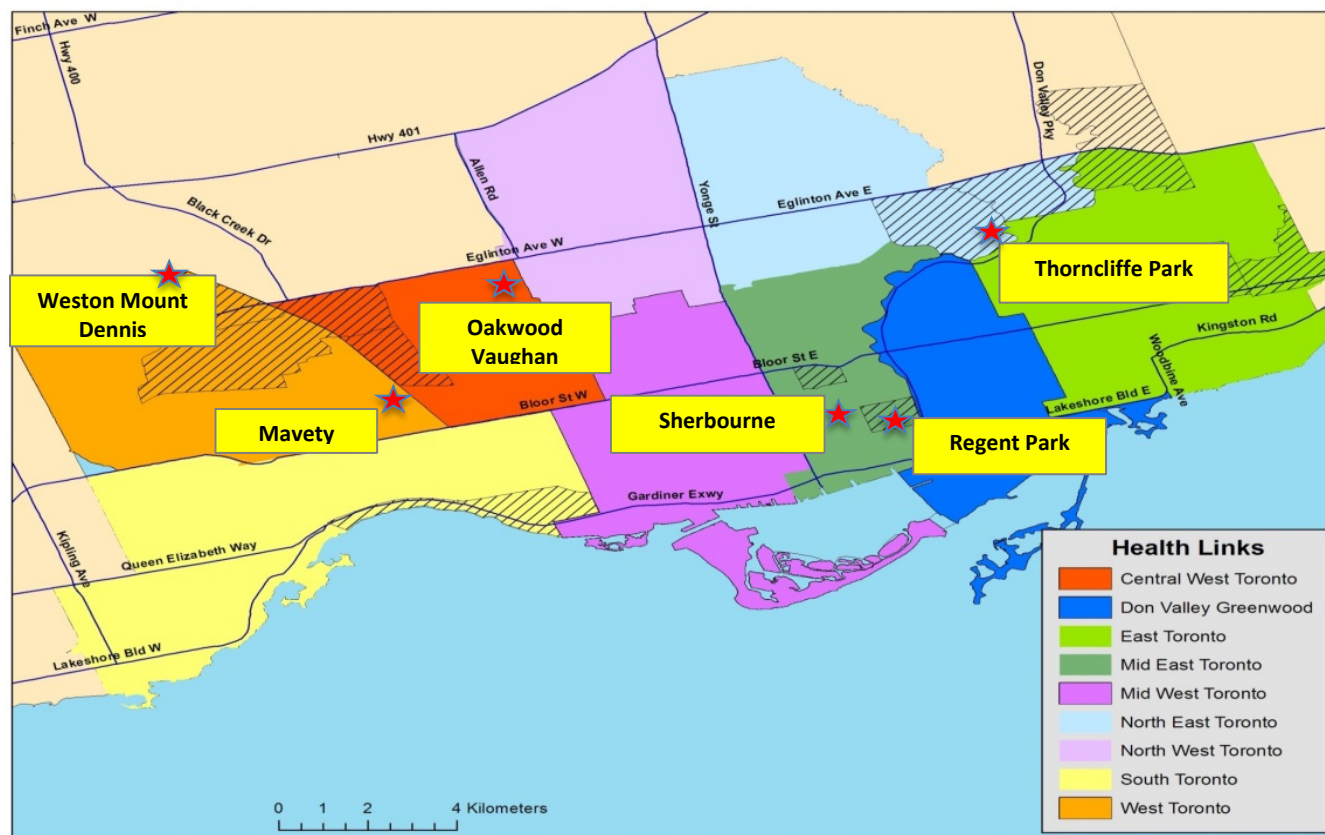 Finch Ave W
Hwy 400
Don Valley Pky
Hwy 401
Allen Rd
Yonge St
Black Creek Dr
Eglinton Ave E
Eglinton Ave W
Thorncliffe Park
Weston Mount
Dennis
Oakwood
Vaughan
Kingston Rd
Woodbine Ave
Bloor St E
Bloor St W
Lakeshore Bld E
Mavety
Sherbourne
Regent Park
Gardiner Exwy
Kipling Ave
Queen Elizabeth Way
Lakeshore Bld W
Health Links
Central West Toronto
Don Valley Greenwood
East Toronto
Mid East Toronto
Mid West Toronto
North East Toronto
North West Toronto
South Toronto
West Toronto
0 1 2 4 Kilometers